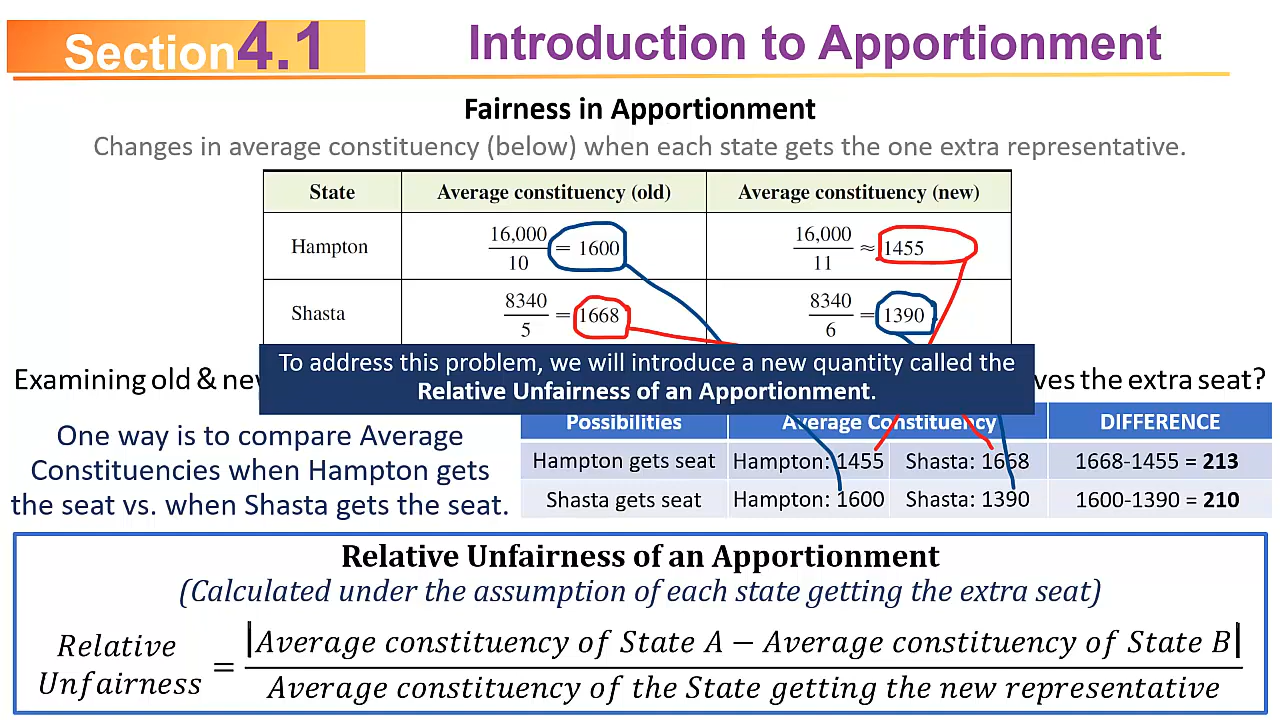 Section4.1
Introduction to Apportionment
Fairness in Apportionment
Changes in average constituency (below) when each state gets the one extra representative.
State Average constituency (old) Average constituency (new)
Hampton 16,000/10 = 1600 16,000/11 ≈ 1455
Shasta 8340/5 = 1668 8340/6 = 1390
To address this problem, we will introduce a new quantity called the
Relative Unfairness of an Apportionment.
Examining old & new
ves the extra seat?
One way is to compare Average
Constituencies when Hampton gets
the seat vs. when Shasta gets the seat.
Possibilities Average Constituency DIFFERENCE
Hampton gets seat Hampton: 1455 Shasta: 1668 1668-1455 = 213
Shasta gets seat Hampton: 1600 Shasta: 1390 1600-1390 = 210
Relative Unfairness of an Apportionment
(Calculated under the assumption of each state getting the extra seat)
Relative
Unfairness
=
|Average constituency of State A − Average constituency of State B|
Average constituency of the State getting the new representative